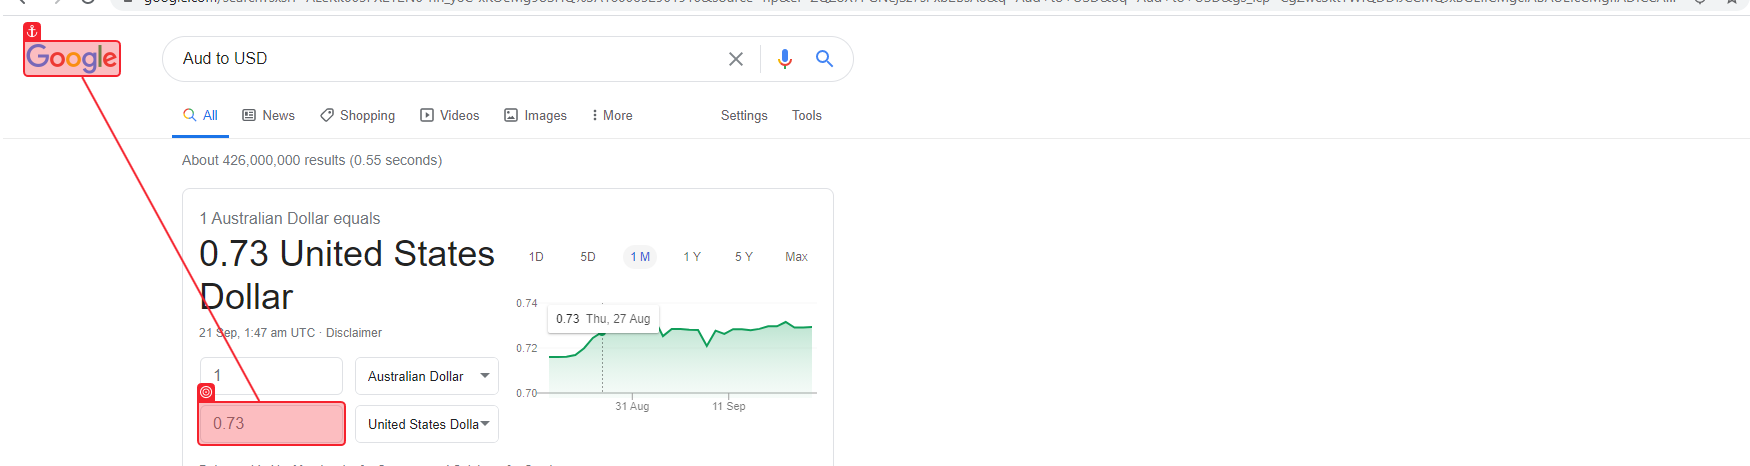 Google
Aud to USD
All News Shopping Videos Images More Settings Tools
About 426,000,000 results (0.55 seconds)
1 Australian Dollar equals
0.73 United States
Dollar
21 Sep, 1:47 am UTC · Disclaimer
1 Australian Dollar
0.73 United States Dolla
1D 5D 1 M 1 Y 5 Y Max
0.74
0.73 Thu, 27 Aug
0.72
0.70
31 Aug 11 Sep